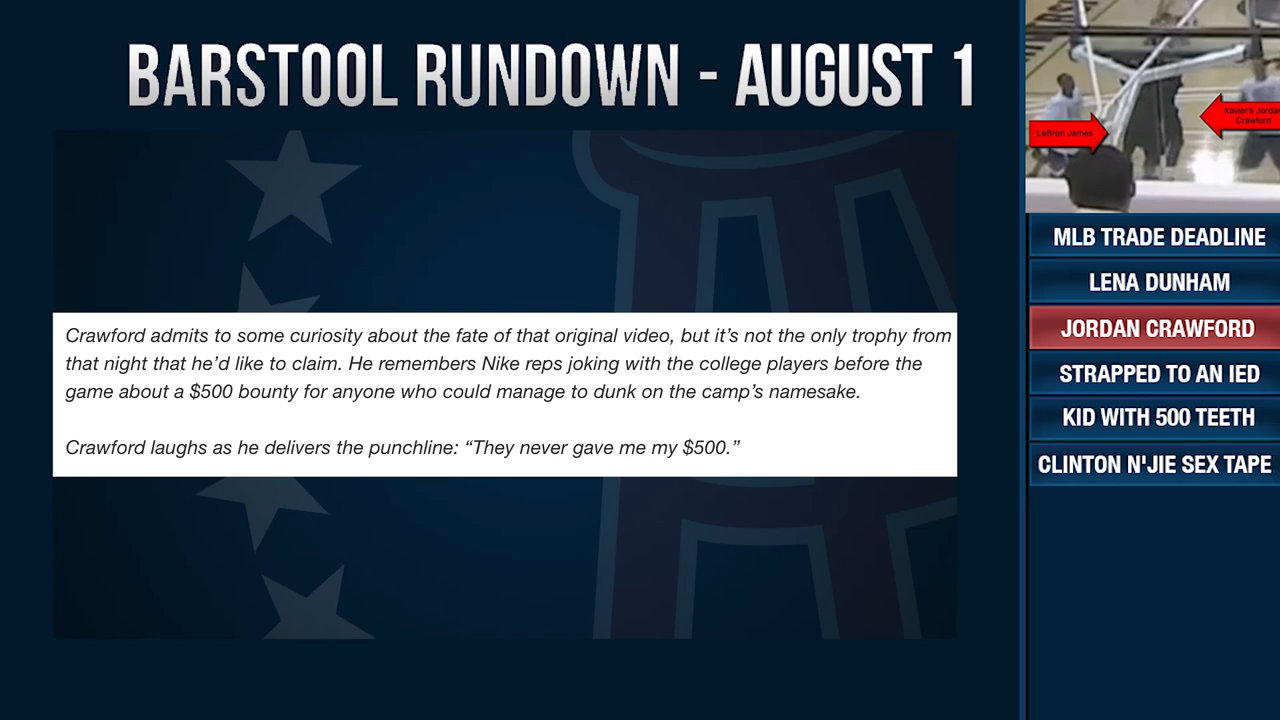 BARSTOOL RUNDOWN - AUGUST 1
LeBron James
Xavier's Jordan
Crawford
Crawford admits to some curiosity about the fate of that original video, but it's not the only trophy from
that night that he'd like to claim. He remembers Nike reps joking with the college players before the
game about a $500 bounty for anyone who could manage to dunk on the camp's namesake.
Crawford laughs as he delivers the punchline: “They never gave me my $500.”
MLB TRADE DEADLINE
LENA DUNHAM
JORDAN CRAWFORD
STRAPPED TO AN IED
KID WITH 500 TEETH
CLINTON N'JIE SEX TAPE